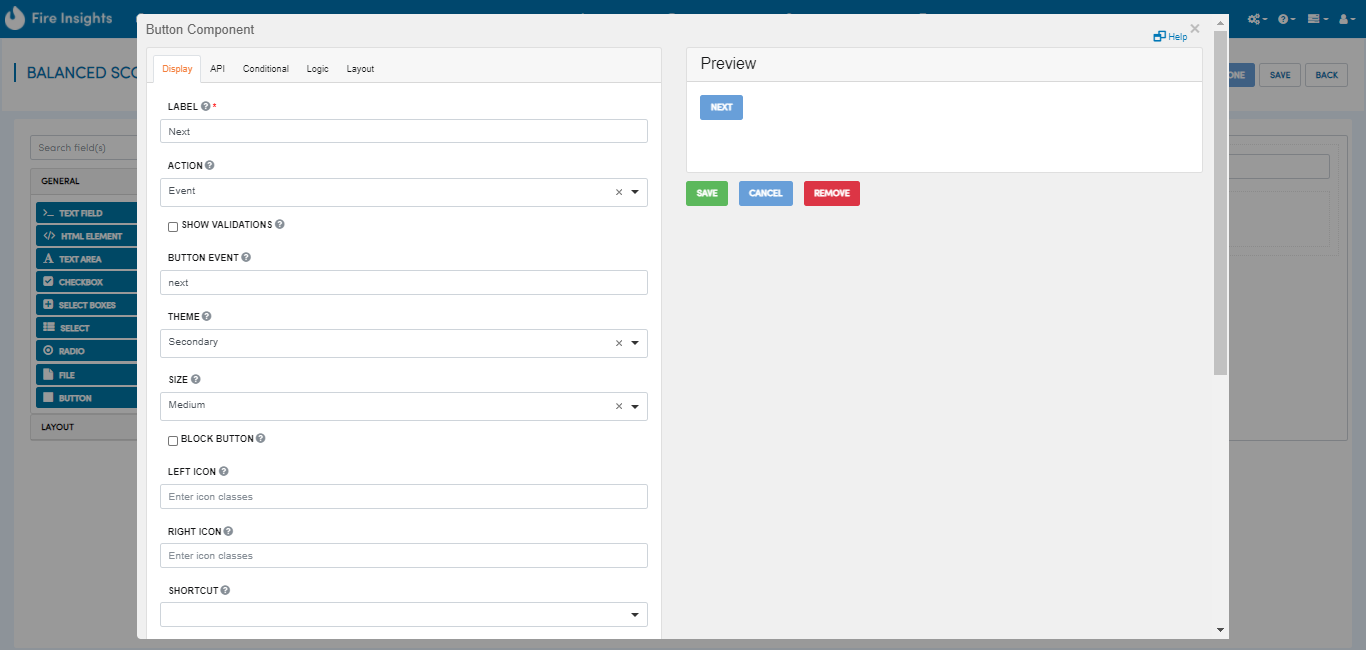 Fire Insights
Button Component
Help
BALANCED SCO
ONE
SAVE
BACK
Search field(s)
GENERAL
TEXT FIELD
HTML ELEMENT
TEXT AREA
CHECKBOX
SELECT BOXES
SELECT
RADIO
FILE
BUTTON
LAYOUT
Display API Conditional Logic Layout
LABEL *
Next
ACTION
Event
SHOW VALIDATIONS
BUTTON EVENT
next
THEME
Secondary
SIZE
Medium
BLOCK BUTTON
LEFT ICON
Enter icon classes
RIGHT ICON
Enter icon classes
SHORTCUT
Preview
NEXT
SAVE CANCEL REMOVE